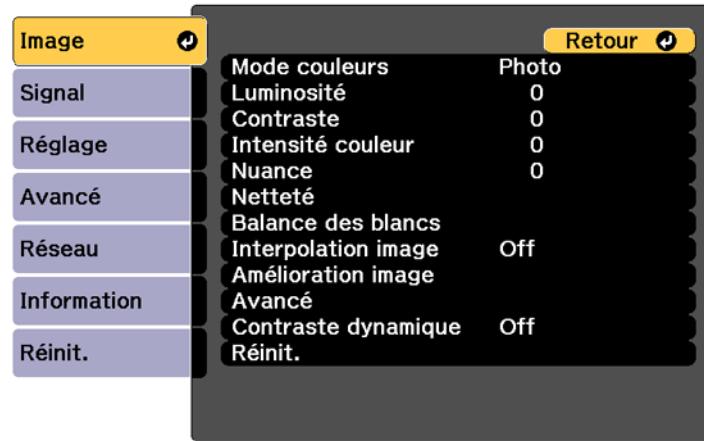 Image
Signal
Réglage
Avancé
Réseau
Information
Réinit.
Retour
Mode couleurs Photo
Luminosité 0
Contraste 0
Intensité couleur 0
Nuance 0
Netteté
Balance des blancs
Interpolation image Off
Amélioration image
Avancé
Contraste dynamique Off
Réinit.